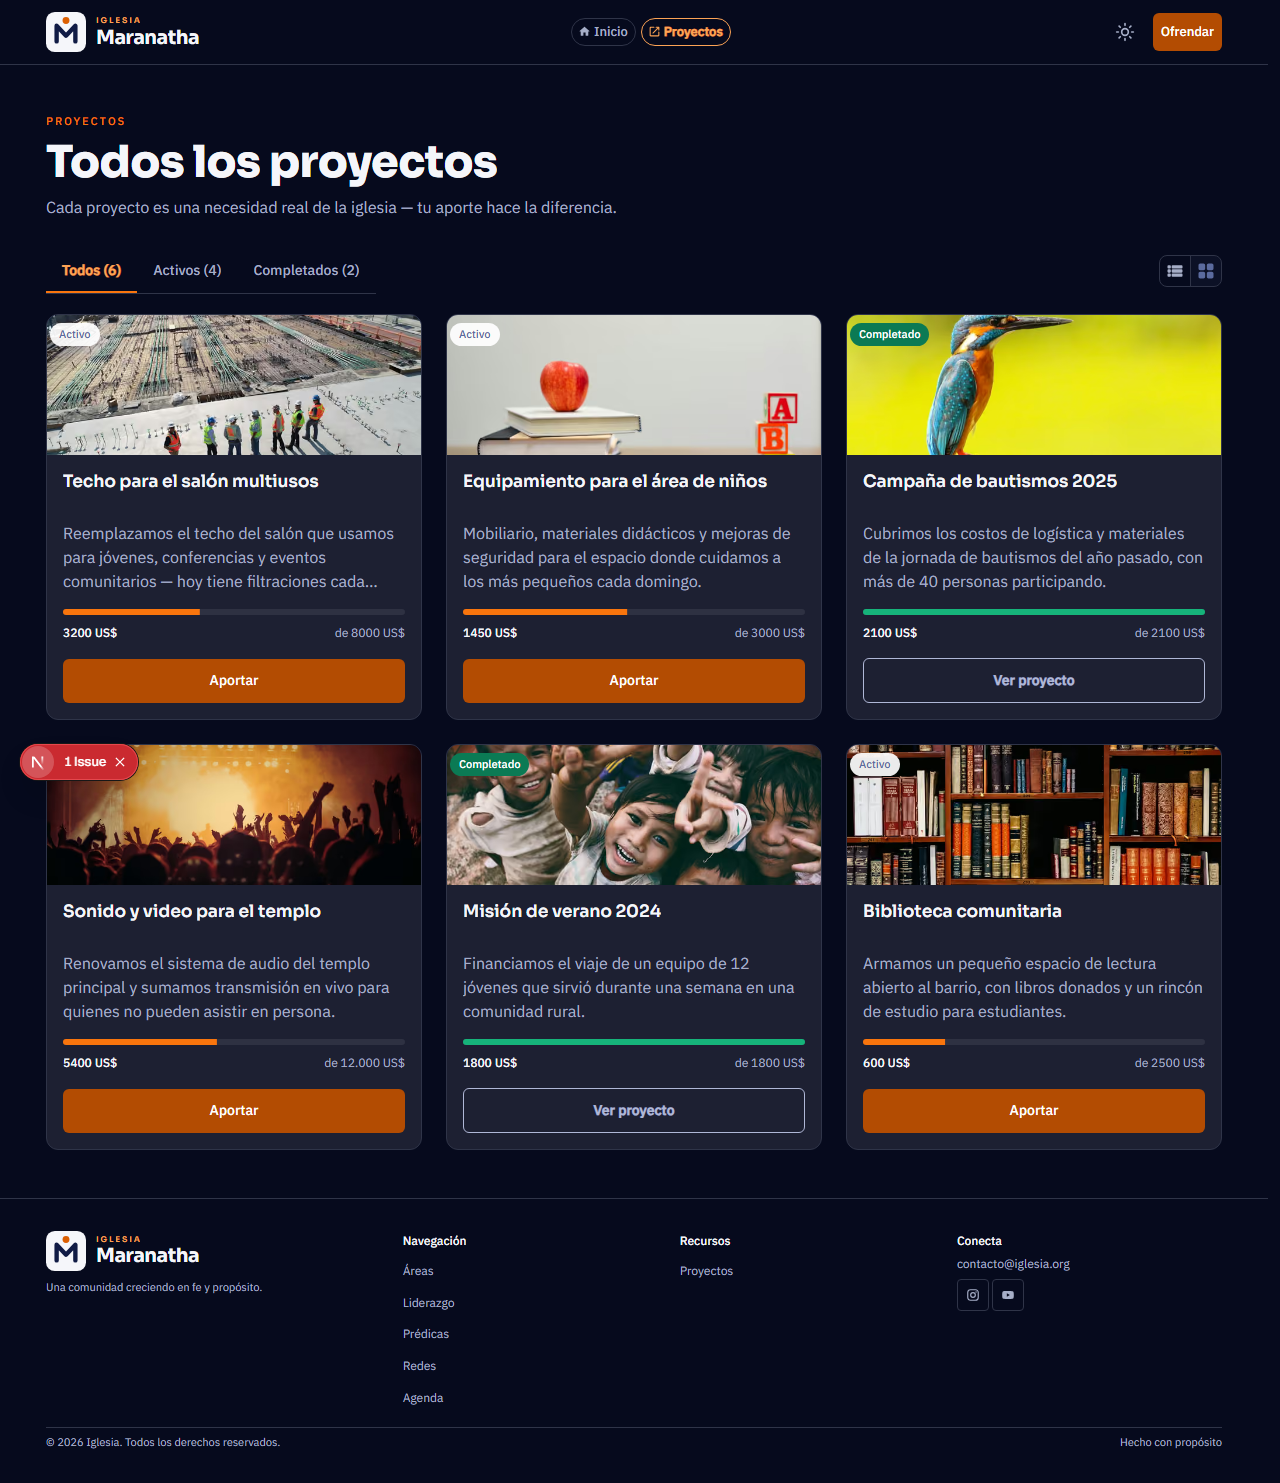 IGLESIA
Maranatha
Inicio
Proyectos
Ofrendar
PROYECTOS
Todos los proyectos
Cada proyecto es una necesidad real de la iglesia — tu aporte hace la diferencia.
Todos (6)
Activos (4)
Completados (2)
Activo
Techo para el salón multiusos
Reemplazamos el techo del salón que usamos
para jóvenes, conferencias y eventos
comunitarios — hoy tiene filtraciones cada...
3200 US$
de 8000 US$
Aportar
Activo
A
B
Equipamiento para el área de niños
Mobiliario, materiales didácticos y mejoras de
seguridad para el espacio donde cuidamos a
los más pequeños cada domingo.
1450 US$
de 3000 US$
Aportar
Completado
Campaña de bautismos 2025
Cubrimos los costos de logística y materiales
de la jornada de bautismos del año pasado, con
más de 40 personas participando.
2100 US$
de 2100 US$
Ver proyecto
N
1 Issue
Sonido y video para el templo
Renovamos el sistema de audio del templo
principal y sumamos transmisión en vivo para
quienes no pueden asistir en persona.
5400 US$
de 12.000 US$
Aportar
Completado
Misión de verano 2024
Financiamos el viaje de un equipo de 12
jóvenes que sirvió durante una semana en una
comunidad rural.
1800 US$
de 1800 US$
Ver proyecto
Activo
Biblioteca comunitaria
Armamos un pequeño espacio de lectura
abierto al barrio, con libros donados y un rincón
de estudio para estudiantes.
600 US$
de 2500 US$
Aportar
IGLESIA
Maranatha
Una comunidad creciendo en fe y propósito.
Navegación
Áreas
Liderazgo
Prédicas
Redes
Agenda
Recursos
Proyectos
Conecta
contacto@iglesia.org
© 2026 Iglesia. Todos los derechos reservados.
Hecho con propósito